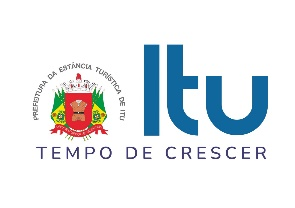 PREFEITURA DA ESTÂNCIA TURÍSTICA DE ITU
Itu
TEMPO DE CRESCER